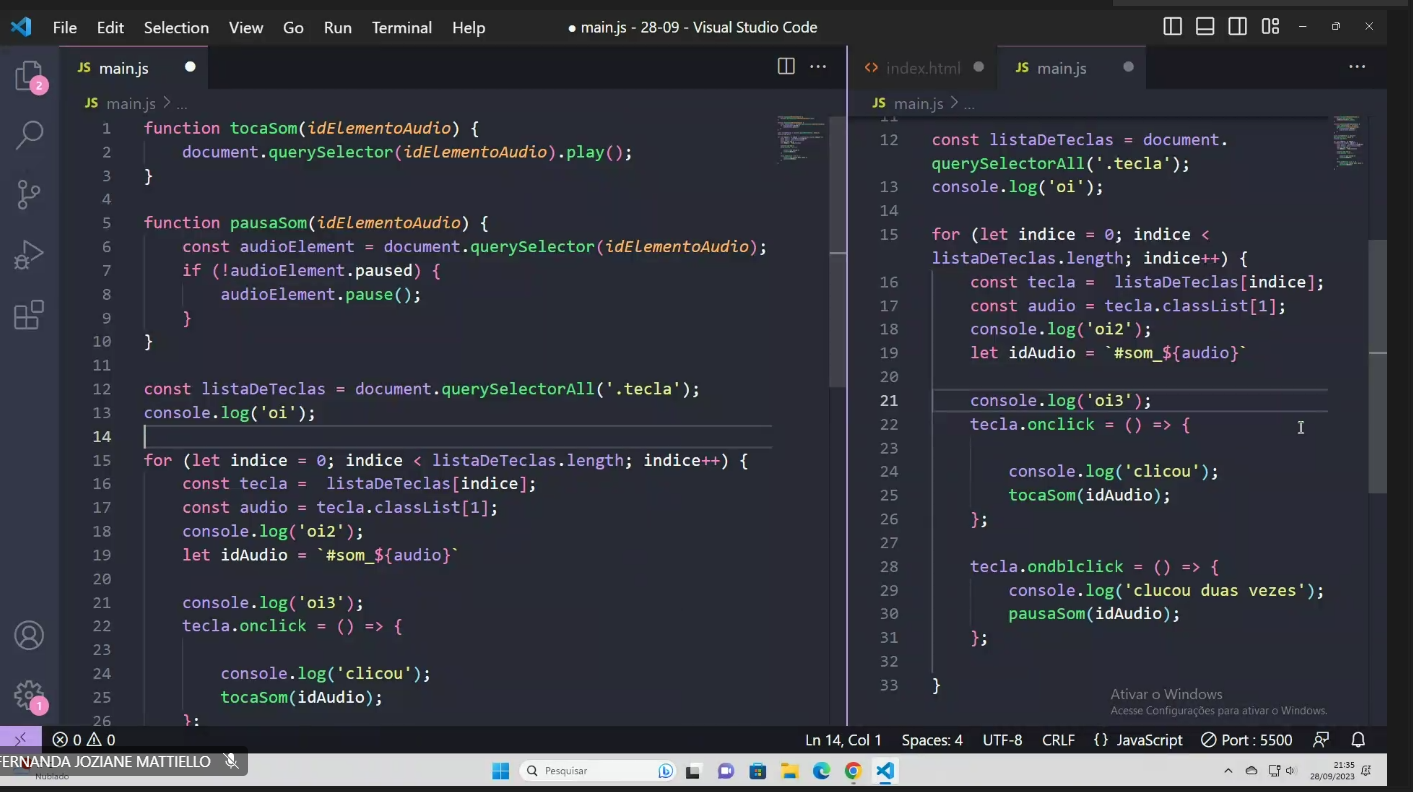 File Edit Selection View Go Run Terminal Help
● main.js - 28-09 - Visual Studio Code
JS main.js ●
JS main.js > ...
1 function tocaSom(idElementoAudio) {
2 document.querySelector(idElementoAudio).play();
3 }
4
5 function pausaSom(idElementoAudio) {
6 const audioElement = document.querySelector(idElementoAudio);
7 if (!audioElement.paused) {
8 audioElement.pause();
9 }
10 }
11
12 const listaDeTeclas = document.querySelectorAll('.tecla');
13 console.log('oi');
14
15 for (let indice = 0; indice < listaDeTeclas.length; indice++) {
16 const tecla =  listaDeTeclas[indice];
17 const audio = tecla.classList[1];
18 console.log('oi2');
19 let idAudio = `#som_${audio}`
20
21 console.log('oi3');
22 tecla.onclick = () => {
23
24 console.log('clicou');
25 tocaSom(idAudio);
26 };
<> index.html ●
JS main.js ●
...
JS main.js > ...
11
12 const listaDeTeclas = document.
querySelectorAll('.tecla');
13 console.log('oi');
14
15 for (let indice = 0; indice <
listaDeTeclas.length; indice++) {
16 const tecla =  listaDeTeclas[indice];
17 const audio = tecla.classList[1];
18 console.log('oi2');
19 let idAudio = `#som_${audio}`
20
21 console.log('oi3');
22 tecla.onclick = () => {
23
24 console.log('clicou');
25 tocaSom(idAudio);
26 };
27
28 tecla.ondblclick = () => {
29 console.log('clucou duas vezes');
30 pausaSom(idAudio);
31 };
32
33 }
Ativar o Windows
Acesse Configurações para ativar o Windows.
2
1
0 0
Ln 14, Col 1 Spaces: 4 UTF-8 CRLF {} JavaScript Port : 5500
FERNANDA JOZIANE MATTIELLO
Nublado
Pesquisar
21:35
28/09/2023